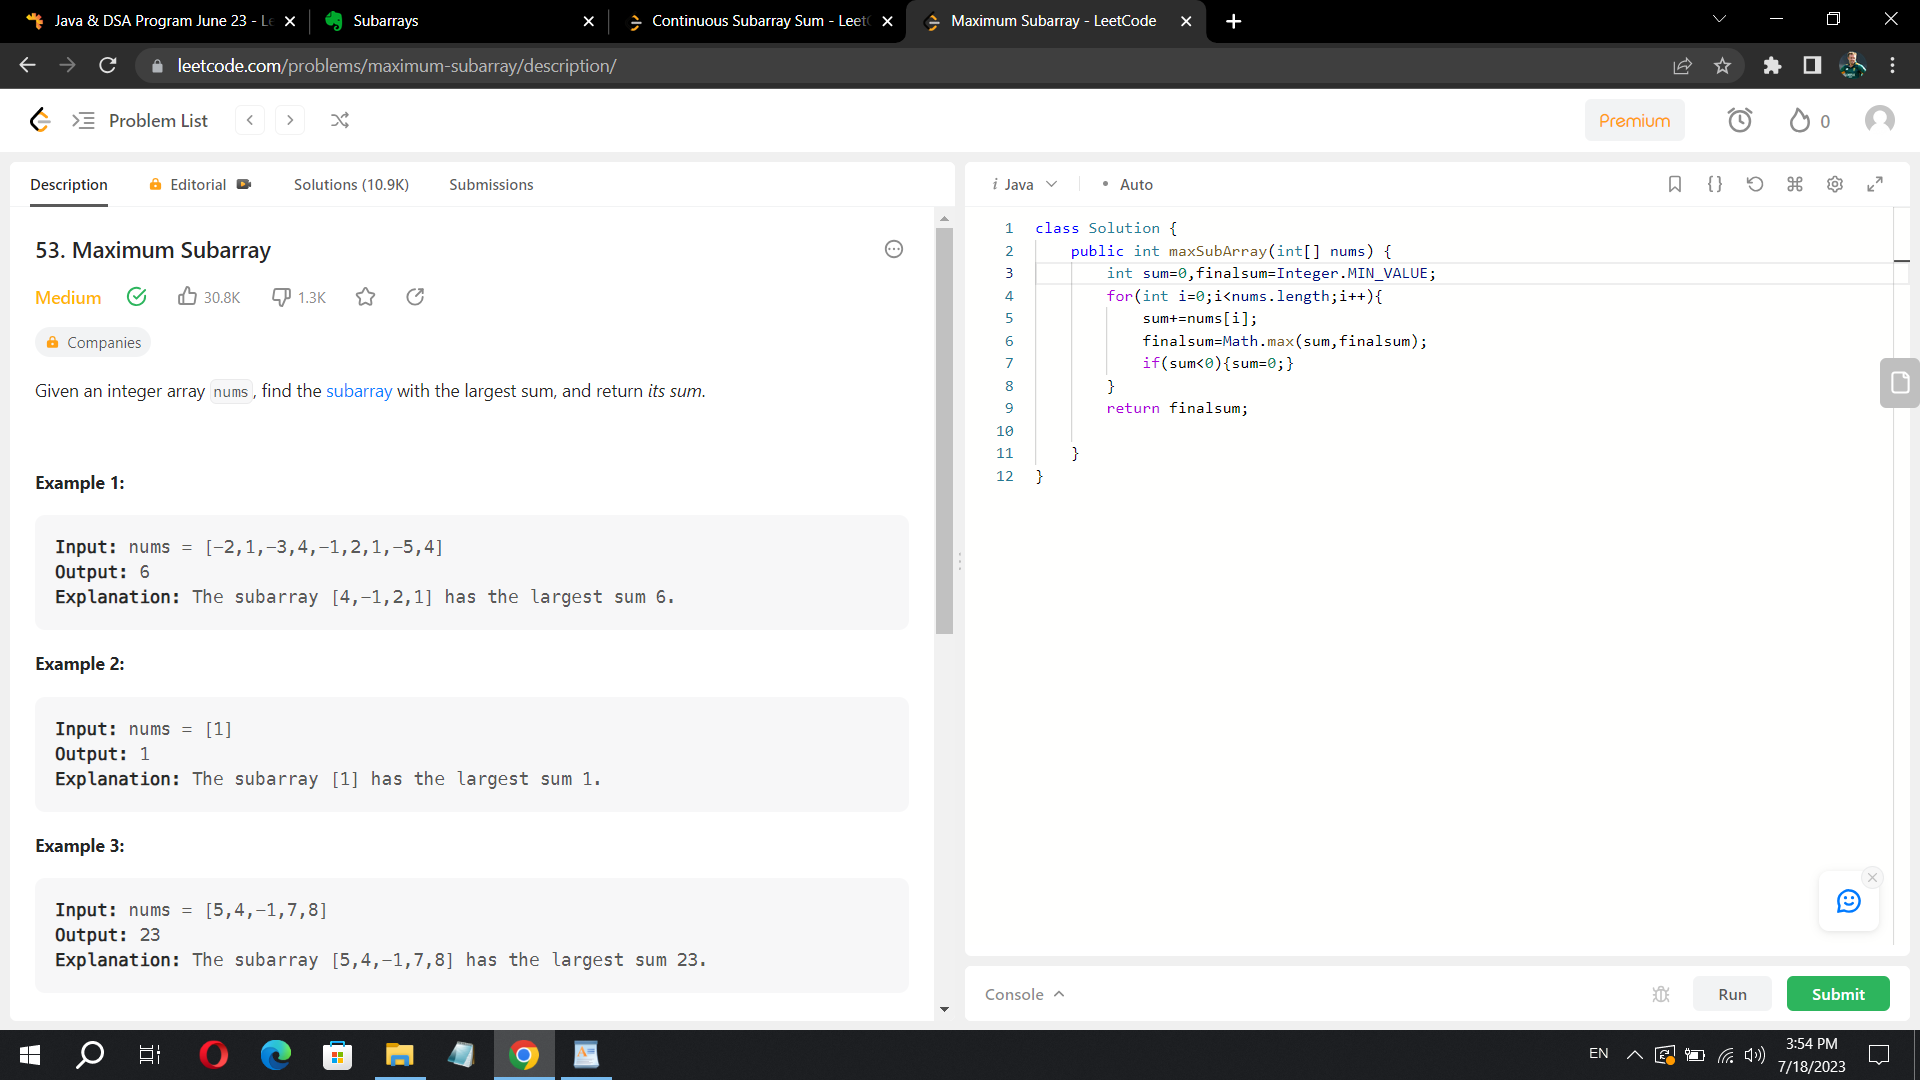 Java & DSA Program June 23 - Le
Subarrays
Continuous Subarray Sum - LeetC
Maximum Subarray - LeetCode
leetcode.com/problems/maximum-subarray/description/
Problem List
Premium
0
Description
Editorial
Solutions (10.9K)
Submissions
53. Maximum Subarray
Medium
30.8K
1.3K
Companies
Given an integer array nums, find the subarray with the largest sum, and return its sum.
Example 1:
Input: nums = [-2,1,-3,4,-1,2,1,-5,4]
Output: 6
Explanation: The subarray [4,-1,2,1] has the largest sum 6.
Example 2:
Input: nums = [1]
Output: 1
Explanation: The subarray [1] has the largest sum 1.
Example 3:
Input: nums = [5,4,-1,7,8]
Output: 23
Explanation: The subarray [5,4,-1,7,8] has the largest sum 23.
i Java
• Auto
1 class Solution {
2 public int maxSubArray(int[] nums) {
3 int sum=0,finalsum=Integer.MIN_VALUE;
4 for(int i=0;i<nums.length;i++){
5 sum+=nums[i];
6 finalsum=Math.max(sum,finalsum);
7 if(sum<0){sum=0;}
8 }
9 return finalsum;
10
11 }
12 }
Console
Run
Submit
EN
3:54 PM
7/18/2023